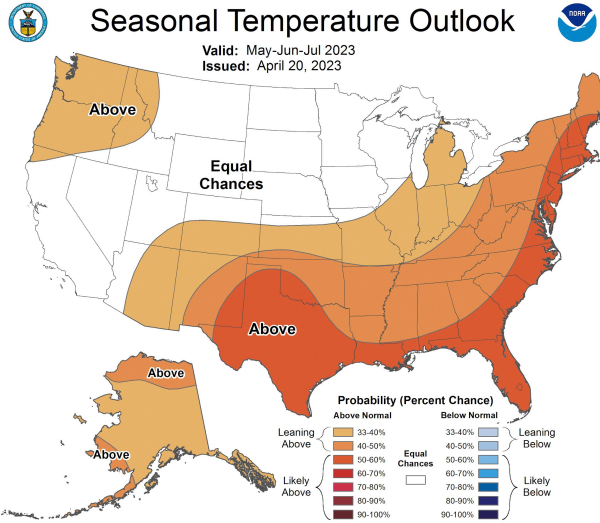 Seasonal Temperature Outlook
Valid: May-Jun-Jul 2023
Issued: April 20, 2023
NOAA
Above
Equal
Chances
Above
Above
Above
Probability (Percent Chance)
Above Normal
Below Normal
Leaning
Above
33-40%
40-50%
Likely
Above
50-60%
60-70%
70-80%
80-90%
90-100%
Equal
Chances
33-40%
40-50%
Leaning
Below
50-60%
60-70%
70-80%
80-90%
90-100%
Likely
Below